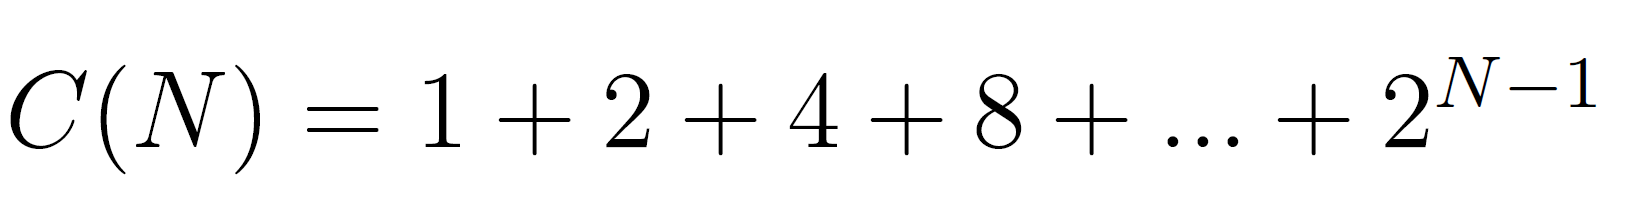 C(N) = 1 + 2 + 4 + 8 + ... + 2^{N−1}